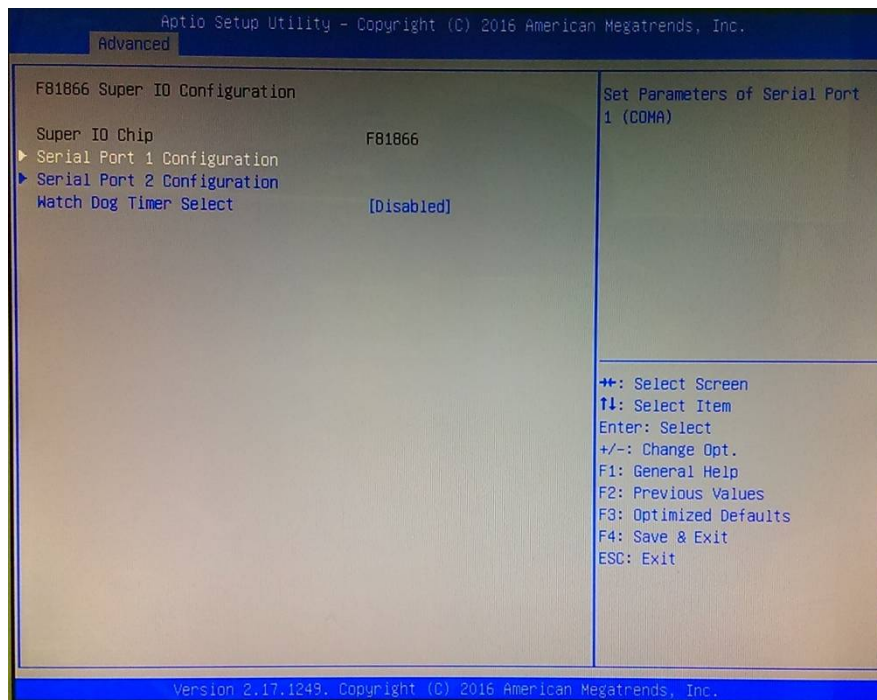 Aptio Setup Utility – Copyright (C) 2016 American Megatrends, Inc.
Advanced
F81866 Super IO Configuration
Super IO Chip F81866
Serial Port 1 Configuration
Serial Port 2 Configuration
Watch Dog Timer Select [Disabled]
Set Parameters of Serial Port
1 (COMA)
→←: Select Screen
↑↓: Select Item
Enter: Select
+/-: Change Opt.
F1: General Help
F2: Previous Values
F3: Optimized Defaults
F4: Save & Exit
ESC: Exit
Version 2.17.1249. Copyright (C) 2016 American Megatrends, Inc.